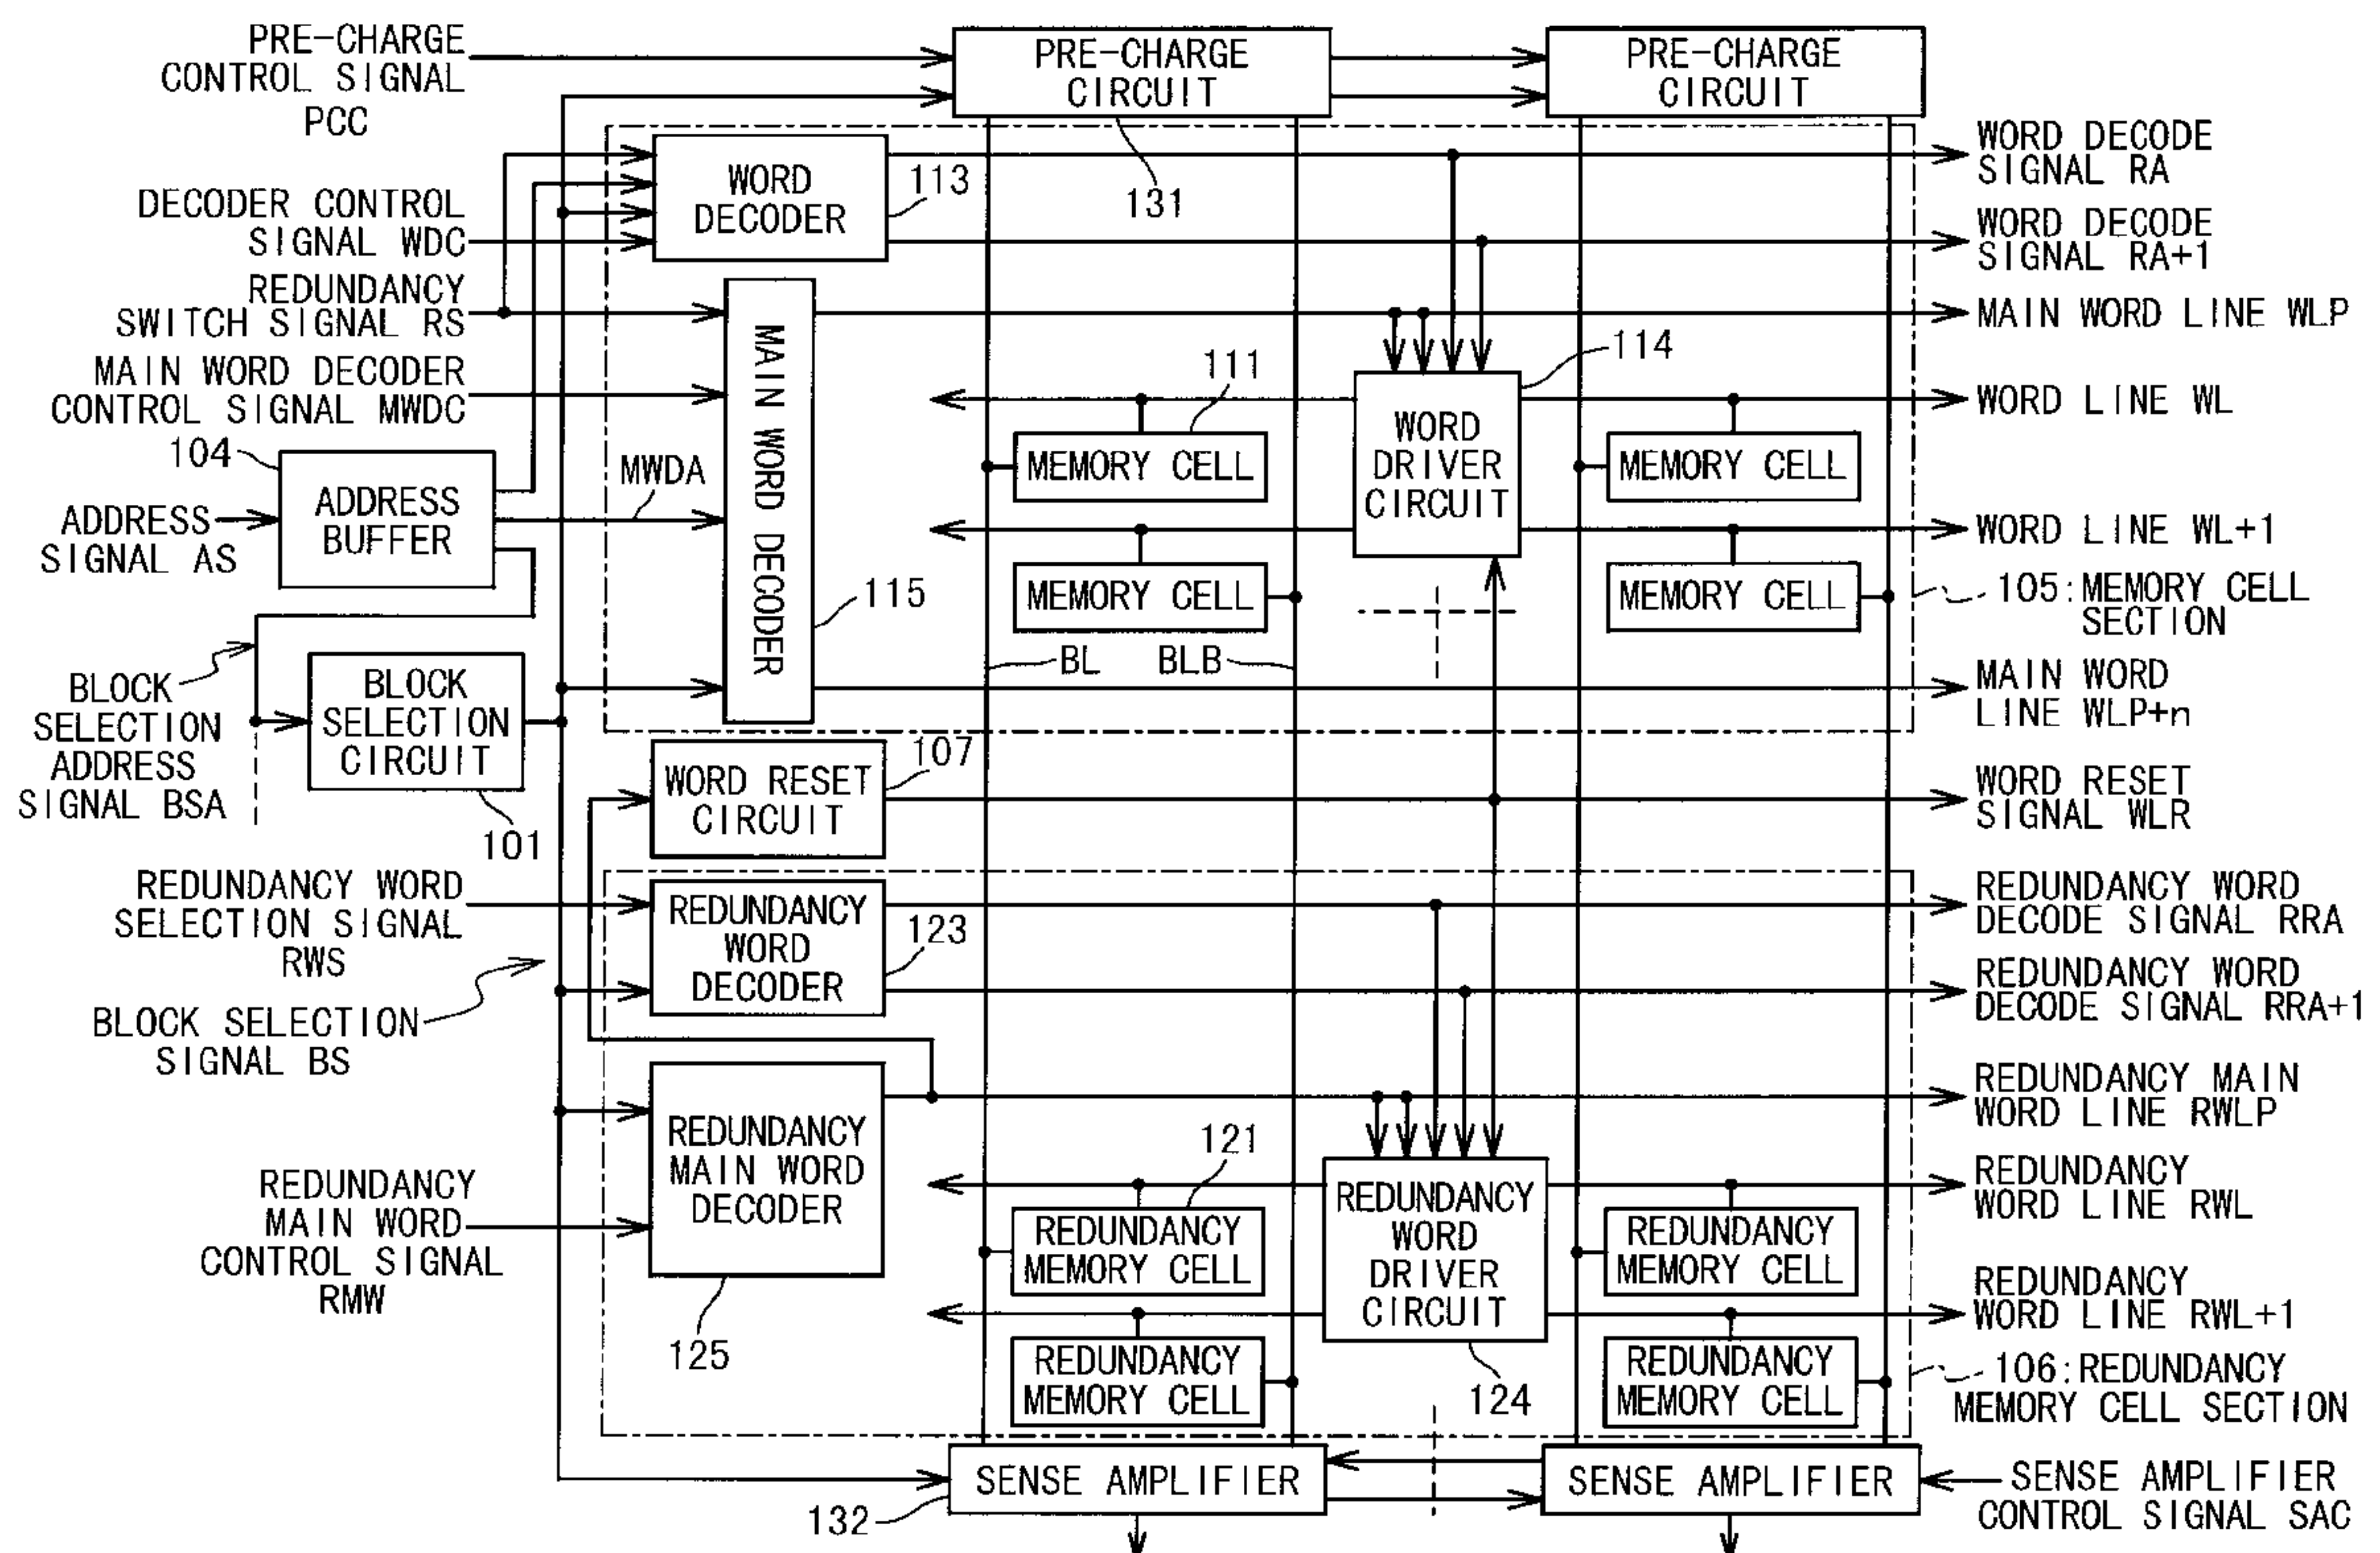 PRE-CHARGE
CONTROL SIGNAL
PCC
PRE-CHARGE
CIRCUIT
131
PRE-CHARGE
CIRCUIT
WORD
DECODER
113
WORD DECODE
SIGNAL RA
DECODER CONTROL
SIGNAL WDC
WORD DECODE
SIGNAL RA+1
REDUNDANCY
SWITCH SIGNAL RS
MAIN WORD LINE WLP
MAIN WORD DECODER
CONTROL SIGNAL MWDC
MAIN WORD DECODER
115
111
114
WORD
DRIVER
CIRCUIT
WORD LINE WL
MEMORY CELL
MEMORY CELL
104
ADDRESS
BUFFER
MWDA
ADDRESS
SIGNAL AS
WORD LINE WL+1
MEMORY CELL
MEMORY CELL
105:MEMORY CELL
SECTION
BL
BLB
BLOCK
SELECTION
ADDRESS
SIGNAL BSA
BLOCK
SELECTION
CIRCUIT
101
MAIN WORD
LINE WLP+n
WORD RESET
CIRCUIT
107
WORD RESET
SIGNAL WLR
REDUNDANCY WORD
SELECTION SIGNAL
RWS
REDUNDANCY
WORD
DECODER
123
REDUNDANCY WORD
DECODE SIGNAL RRA
BLOCK SELECTION
SIGNAL BS
REDUNDANCY WORD
DECODE SIGNAL RRA+1
REDUNDANCY
MAIN WORD
DECODER
125
REDUNDANCY MAIN
WORD LINE RWLP
REDUNDANCY
MAIN WORD
CONTROL SIGNAL
RMW
121
REDUNDANCY
MEMORY CELL
REDUNDANCY
WORD
DRIVER
CIRCUIT
124
REDUNDANCY
MEMORY CELL
REDUNDANCY
WORD LINE RWL
REDUNDANCY
MEMORY CELL
REDUNDANCY
MEMORY CELL
REDUNDANCY
WORD LINE RWL+1
106:REDUNDANCY
MEMORY CELL SECTION
SENSE AMPLIFIER
132
SENSE AMPLIFIER
SENSE AMPLIFIER
CONTROL SIGNAL SAC